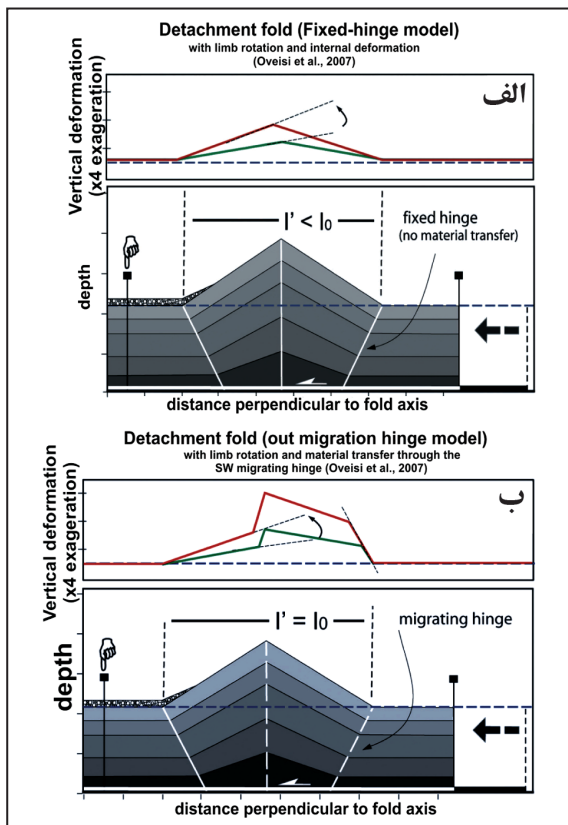 Detachment fold (Fixed-hinge model)
with limb rotation and internal deformation
(Oveisi et al., 2007)
الف
Vertical deformation
(x4 exageration)
l' < l₀
fixed hinge
(no material transfer)
depth
distance perpendicular to fold axis
Detachment fold (out migration hinge model)
with limb rotation and material transfer through the
SW migrating hinge (Oveisi et al., 2007)
ب
Vertical deformation
(x4 exageration)
l' = l₀
migrating hinge
depth
distance perpendicular to fold axis